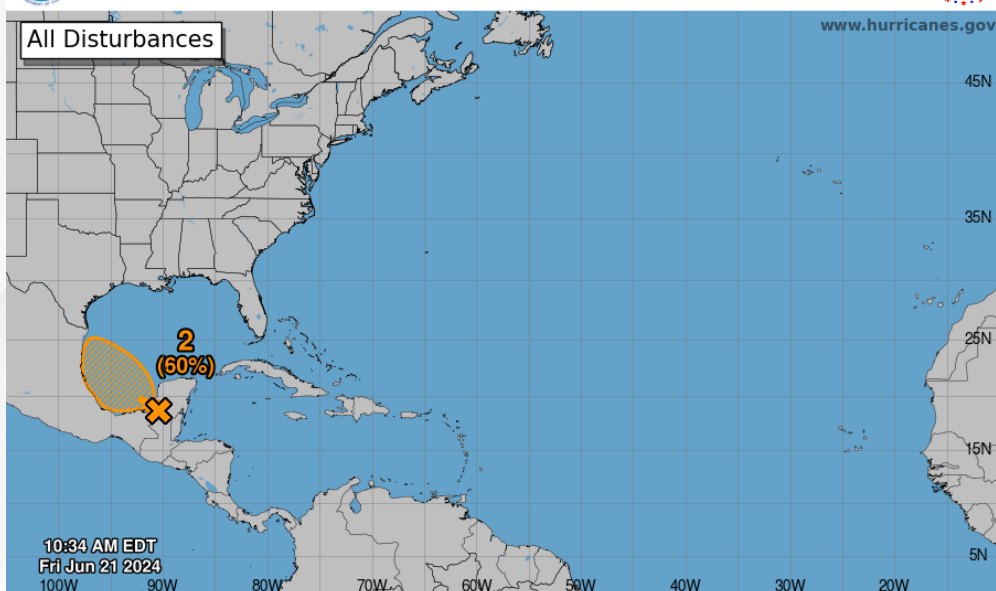 www.hurricanes.gov
All Disturbances
45N
35N
2
(60%)
25N
15N
10:34 AM EDT
Fri Jun 21 2024
5N
100W 90W 80W 70W 60W 50W 40W 30W 20W